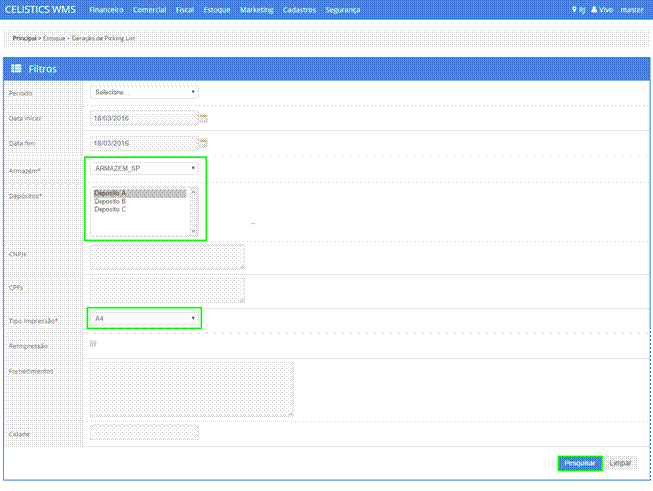 CELISTICS WMS Financeiro Comercial Fiscal Estoque Marketing Cadastros Segurança RJ Vivo master
Principal > Estoque > Geração de Picking List
Filtros
Período Selecione...
Data início: 18/03/2016
Data fim: 18/03/2016
Armazém* ARMAZEM_SP
Depósitos* Deposito A
Deposito B
Deposito C
CNPJs
CPFs
Tipo Impressão* A4
Reimpressão
Fornecimentos
Cidade
Pesquisar Limpar